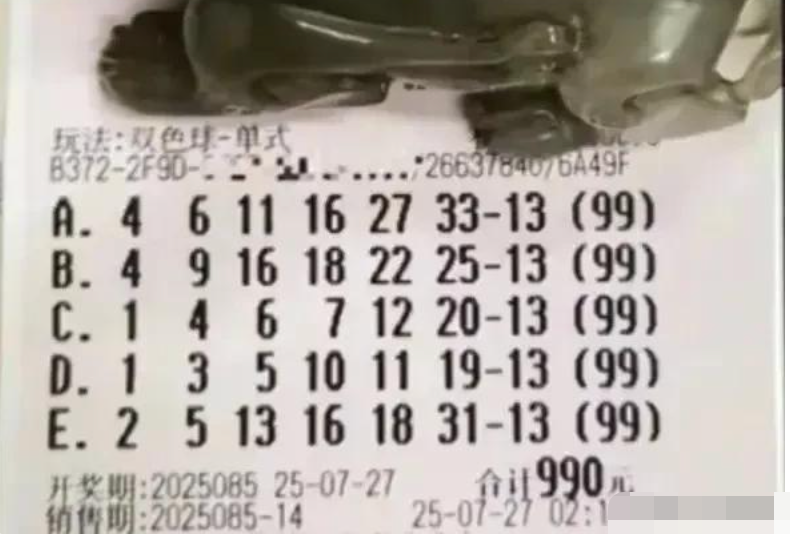 玩法:双色球-单式
B372-2F9D- /26637840/6A49F
A. 4 6 11 16 27 33-13 (99)
B. 4 9 16 18 22 25-13 (99)
C. 1 4 6 7 12 20-13 (99)
D. 1 3 5 10 11 19-13 (99)
E. 2 5 13 16 18 31-13 (99)
开奖期:2025085 25-07-27 合计990元
销售期:2025085-14 25-07-27 02:1